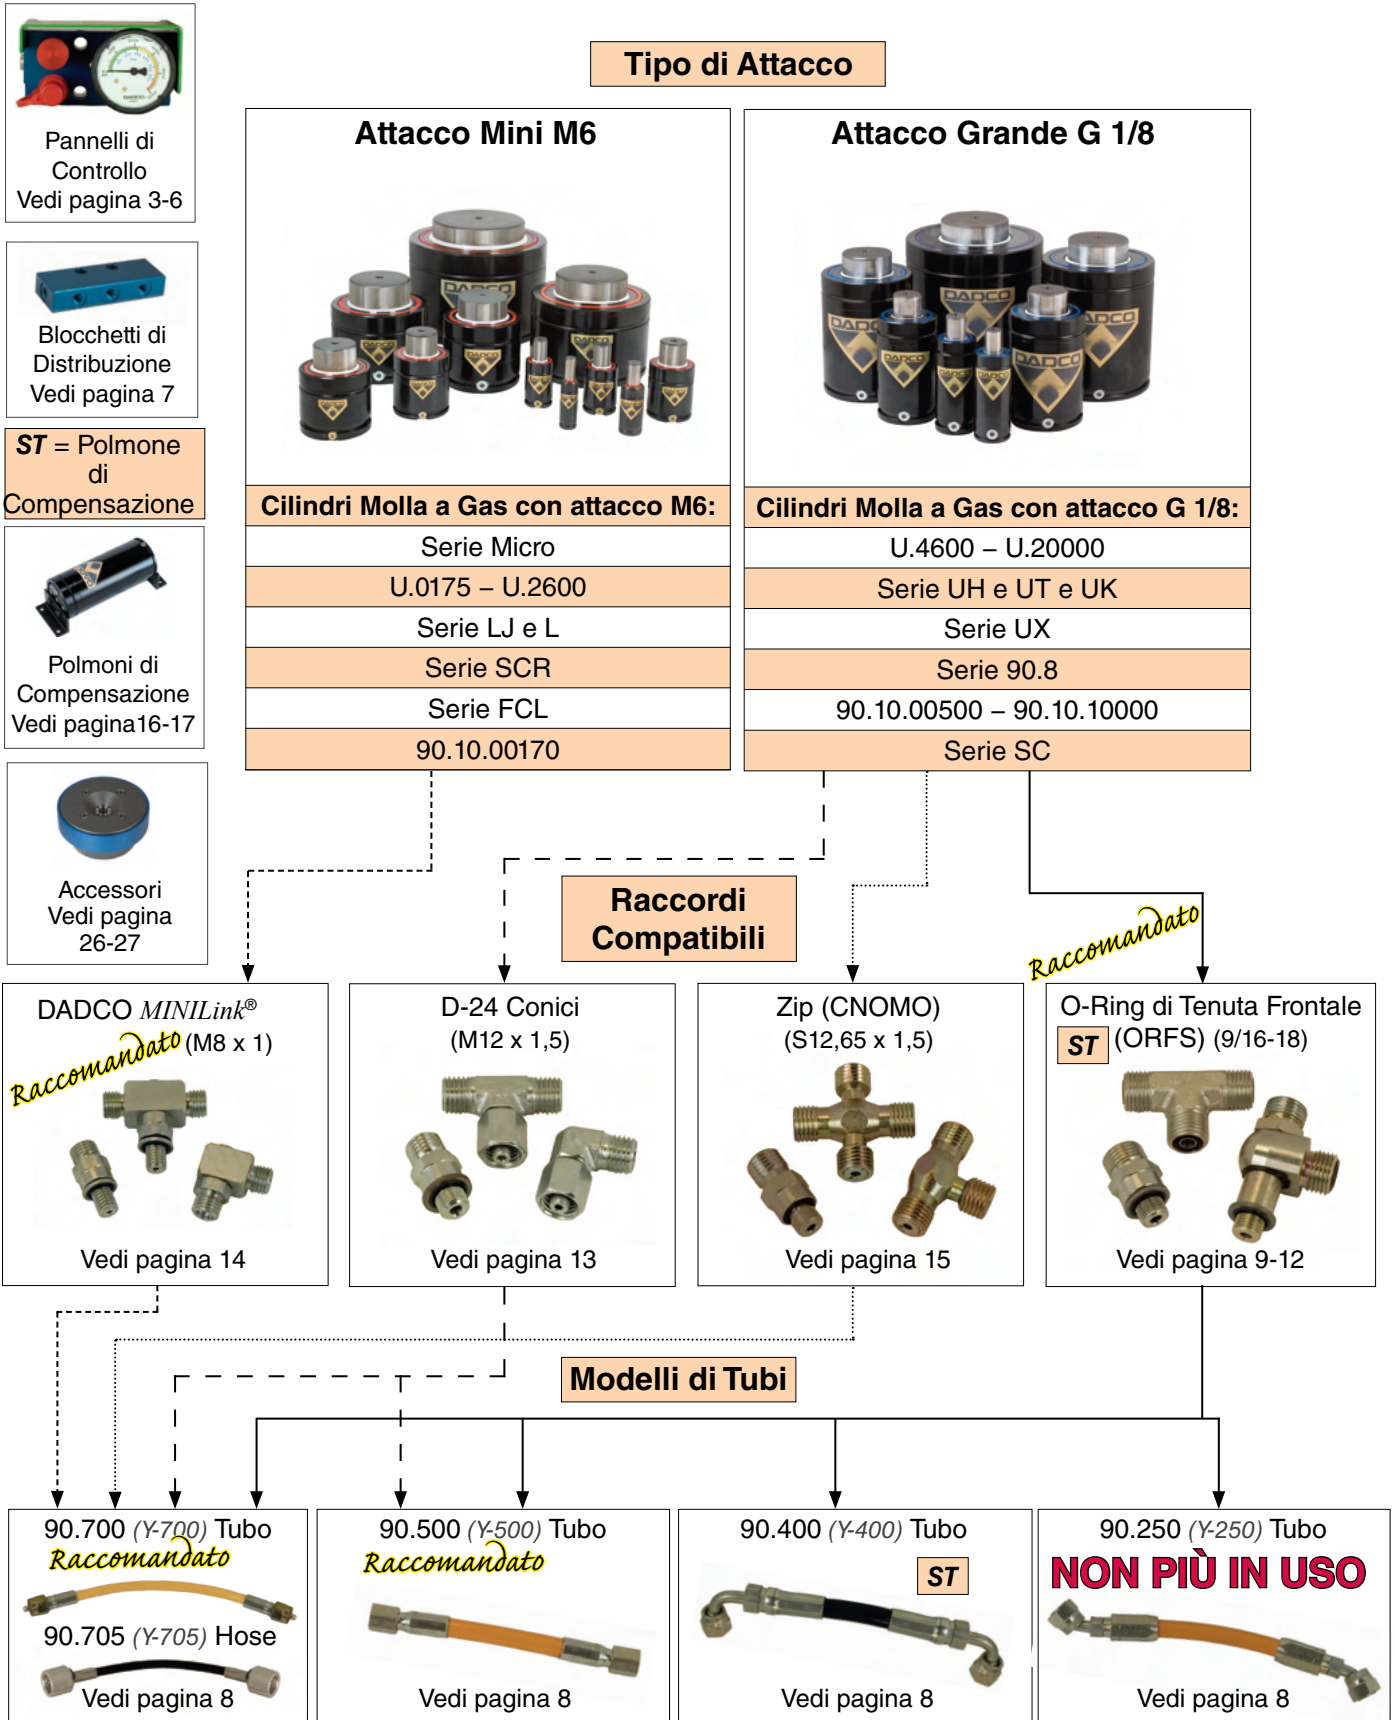 Pannelli di
Controllo
Vedi pagina 3-6
Blocchetti di
Distribuzione
Vedi pagina 7
ST = Polmone
di
Compensazione
Polmoni di
Compensazione
Vedi pagina16-17
Accessori
Vedi pagina
26-27
Tipo di Attacco
Attacco Mini M6
DADCO
Cilindri Molla a Gas con attacco M6:
Serie Micro
U.0175 – U.2600
Serie LJ e L
Serie SCR
Serie FCL
90.10.00170
Attacco Grande G 1/8
DADCO
DADCO
DADCO
DADCO
Cilindri Molla a Gas con attacco G 1/8:
U.4600 – U.20000
Serie UH e UT e UK
Serie UX
Serie 90.8
90.10.00500 – 90.10.10000
Serie SC
Raccordi
Compatibili
DADCO MINILink®
Raccomandato (M8 x 1)
Vedi pagina 14
D-24 Conici
(M12 x 1,5)
Vedi pagina 13
Zip (CNOMO)
(S12,65 x 1,5)
Vedi pagina 15
Raccomandato
O-Ring di Tenuta Frontale
ST (ORFS) (9/16-18)
Vedi pagina 9-12
Modelli di Tubi
90.700 (Y-700) Tubo
Raccomandato
90.705 (Y-705) Hose
Vedi pagina 8
90.500 (Y-500) Tubo
Raccomandato
Vedi pagina 8
90.400 (Y-400) Tubo
ST
Vedi pagina 8
90.250 (Y-250) Tubo
NON PIÙ IN USO
Vedi pagina 8